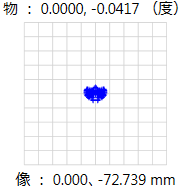 物 : 0.0000, -0.0417 (度)
像 : 0.000、-72.739 mm